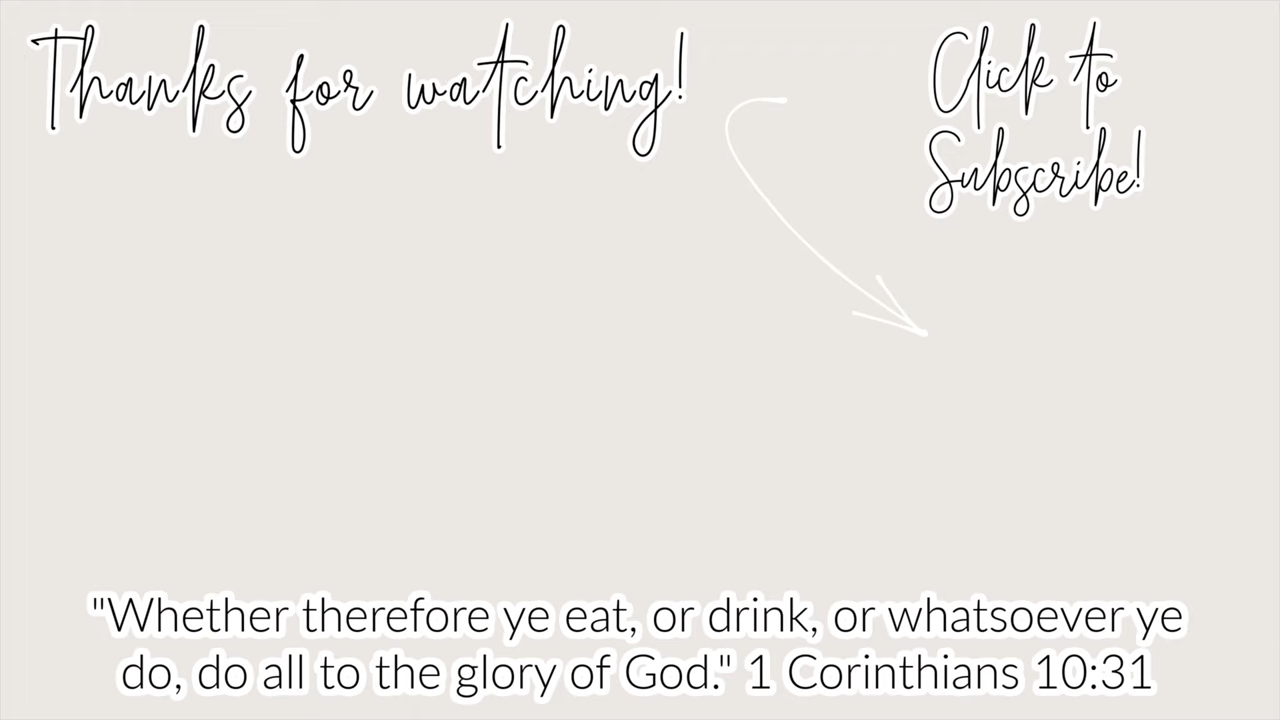 Thanks for watching!
Click to
Subscribe!
"Whether therefore ye eat, or drink, or whatsoever ye
do, do all to the glory of God." 1 Corinthians 10:31